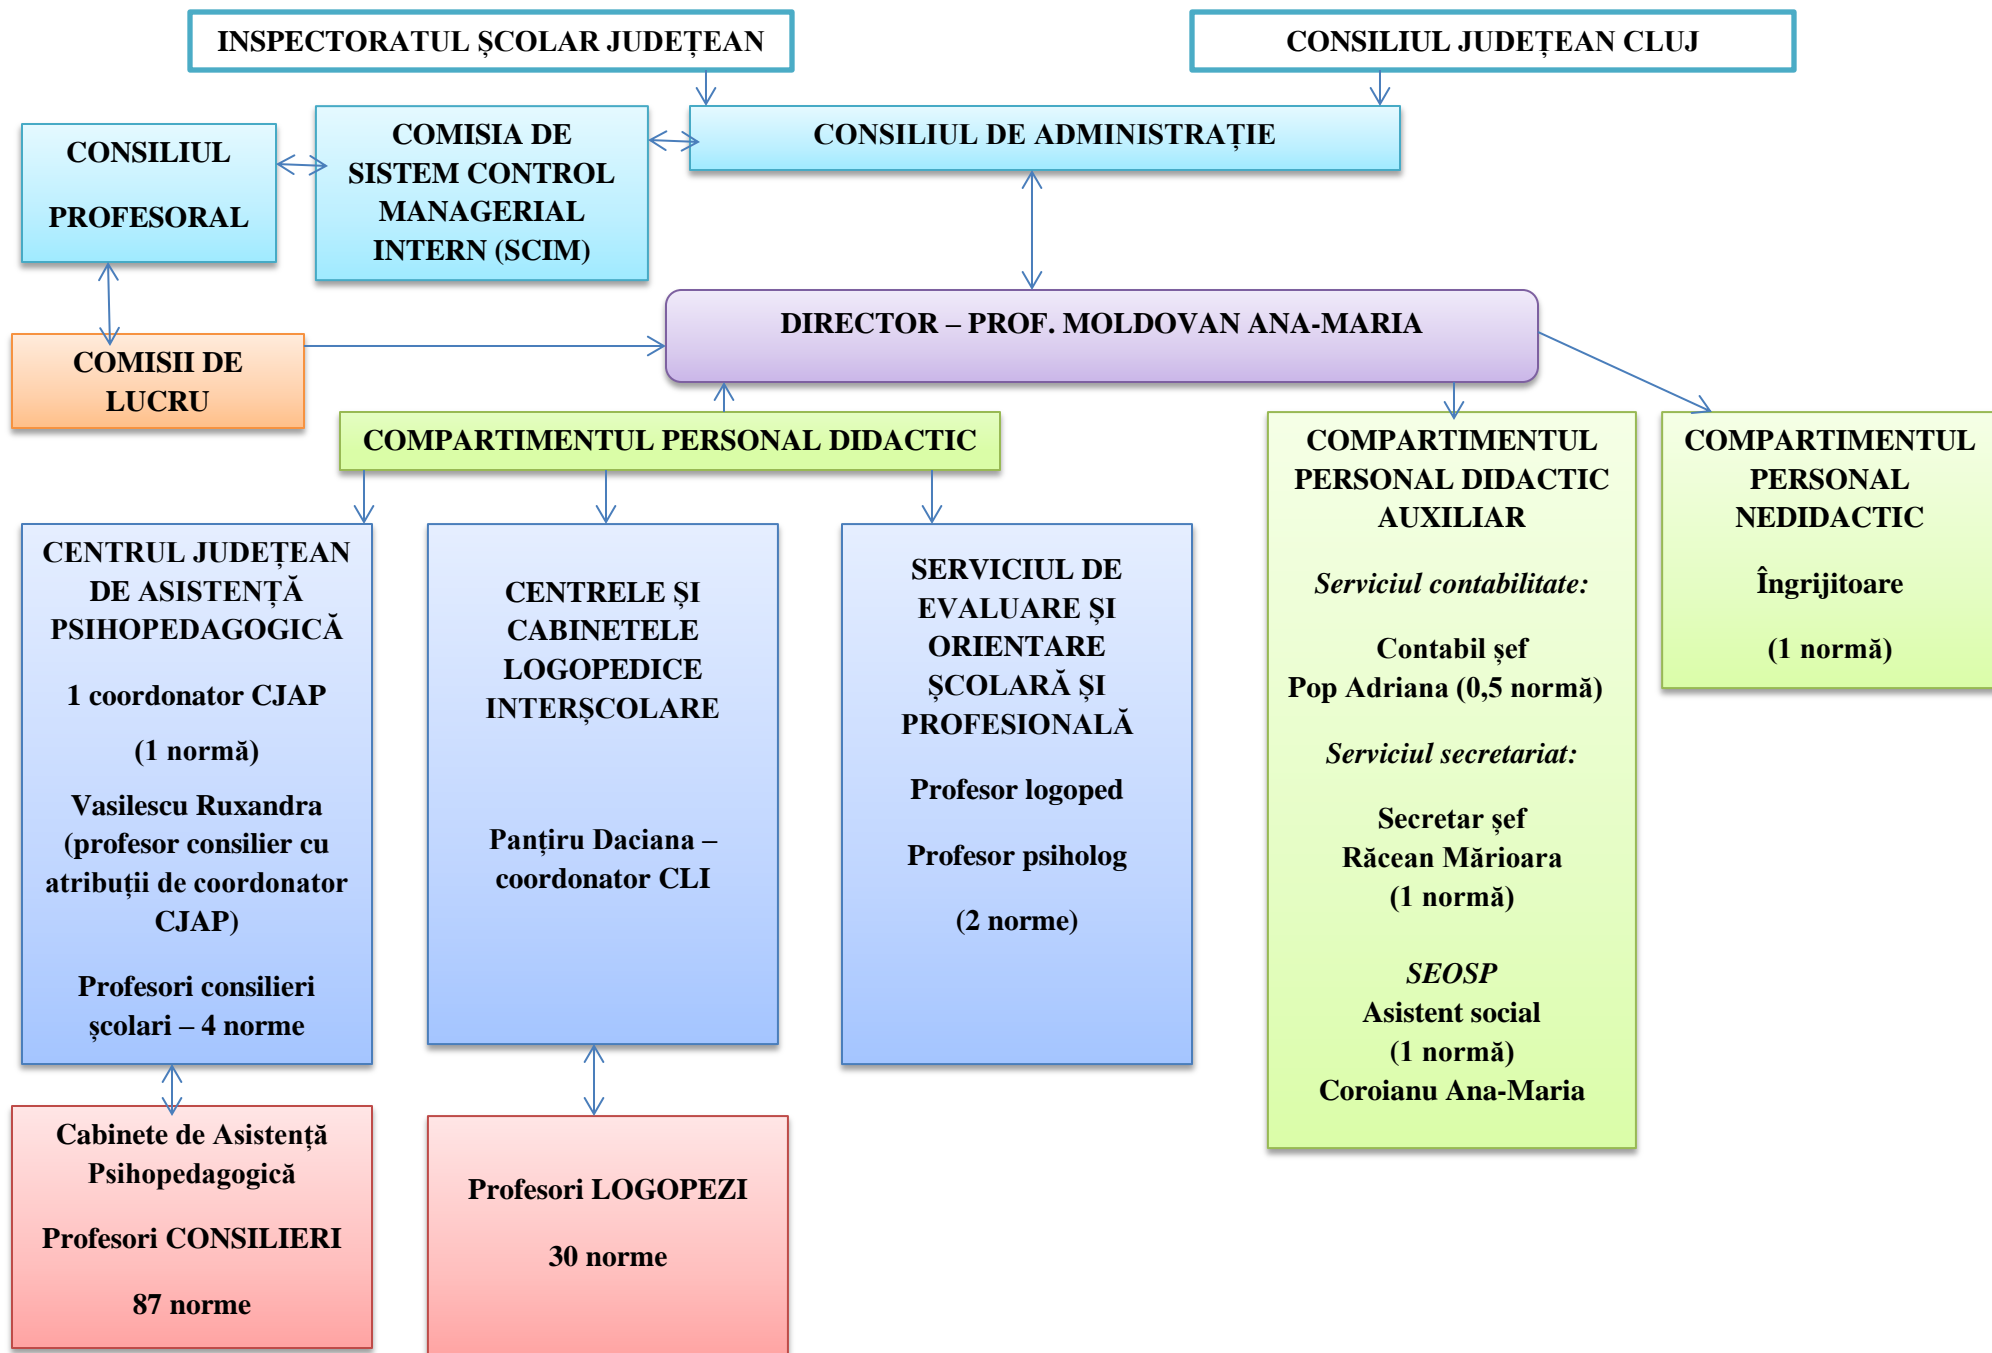 INSPECTORATUL ȘCOLAR JUDEȚEAN
CONSILIUL JUDEȚEAN CLUJ
CONSILIUL
PROFESORAL
COMISIA DE
SISTEM CONTROL
MANAGERIAL
INTERN (SCIM)
CONSILIUL DE ADMINISTRAȚIE
DIRECTOR – PROF. MOLDOVAN ANA-MARIA
COMISII DE
LUCRU
COMPARTIMENTUL PERSONAL DIDACTIC
CENTRUL JUDEȚEAN
DE ASISTENȚĂ
PSIHOPEDAGOGICĂ
1 coordonator CJAP
(1 normă)
Vasilescu Ruxandra
(profesor consilier cu
atribuții de coordonator
CJAP)
Profesori consilieri
școlari – 4 norme
CENTRELE ȘI
CABINETELE
LOGOPEDICE
INTERȘCOLARE
Panțiru Daciana –
coordonator CLI
SERVICIUL DE
EVALUARE ȘI
ORIENTARE
ȘCOLARĂ ȘI
PROFESIONALĂ
Profesor logoped
Profesor psiholog
(2 norme)
COMPARTIMENTUL
PERSONAL DIDACTIC
AUXILIAR
Serviciul contabilitate:
Contabil șef
Pop Adriana (0,5 normă)
Serviciul secretariat:
Secretar șef
Răcean Mărioara
(1 normă)
SEOSP
Asistent social
(1 normă)
Coroianu Ana-Maria
COMPARTIMENTUL
PERSONAL
NEDIDACTIC
Îngrijitoare
(1 normă)
Cabinete de Asistență
Psihopedagogică
Profesori CONSILIERI
87 norme
Profesori LOGOPEZI
30 norme